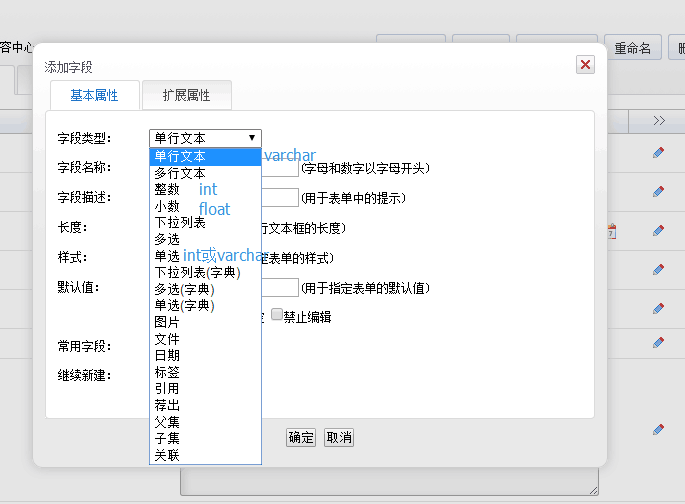 容中心
重命名
添加字段
基本属性 扩展属性
字段类型: 单行文本
>>
单行文本 varchar
字段名称: (字母和数字以字母开头)
多行文本
整数 int
字段描述: (用于表单中的提示)
小数 float
下拉列表
长度: 行文本框的长度)
多选
单选 int或varchar
样式: 定表单的样式)
下拉列表(字典)
多选(字典)
默认值: (用于指定表单的默认值)
单选(字典)
禁止编辑
图片
文件
常用字段:
日期
标签
继续新建:
引用
荐出
父集
子集
确定 取消
关联